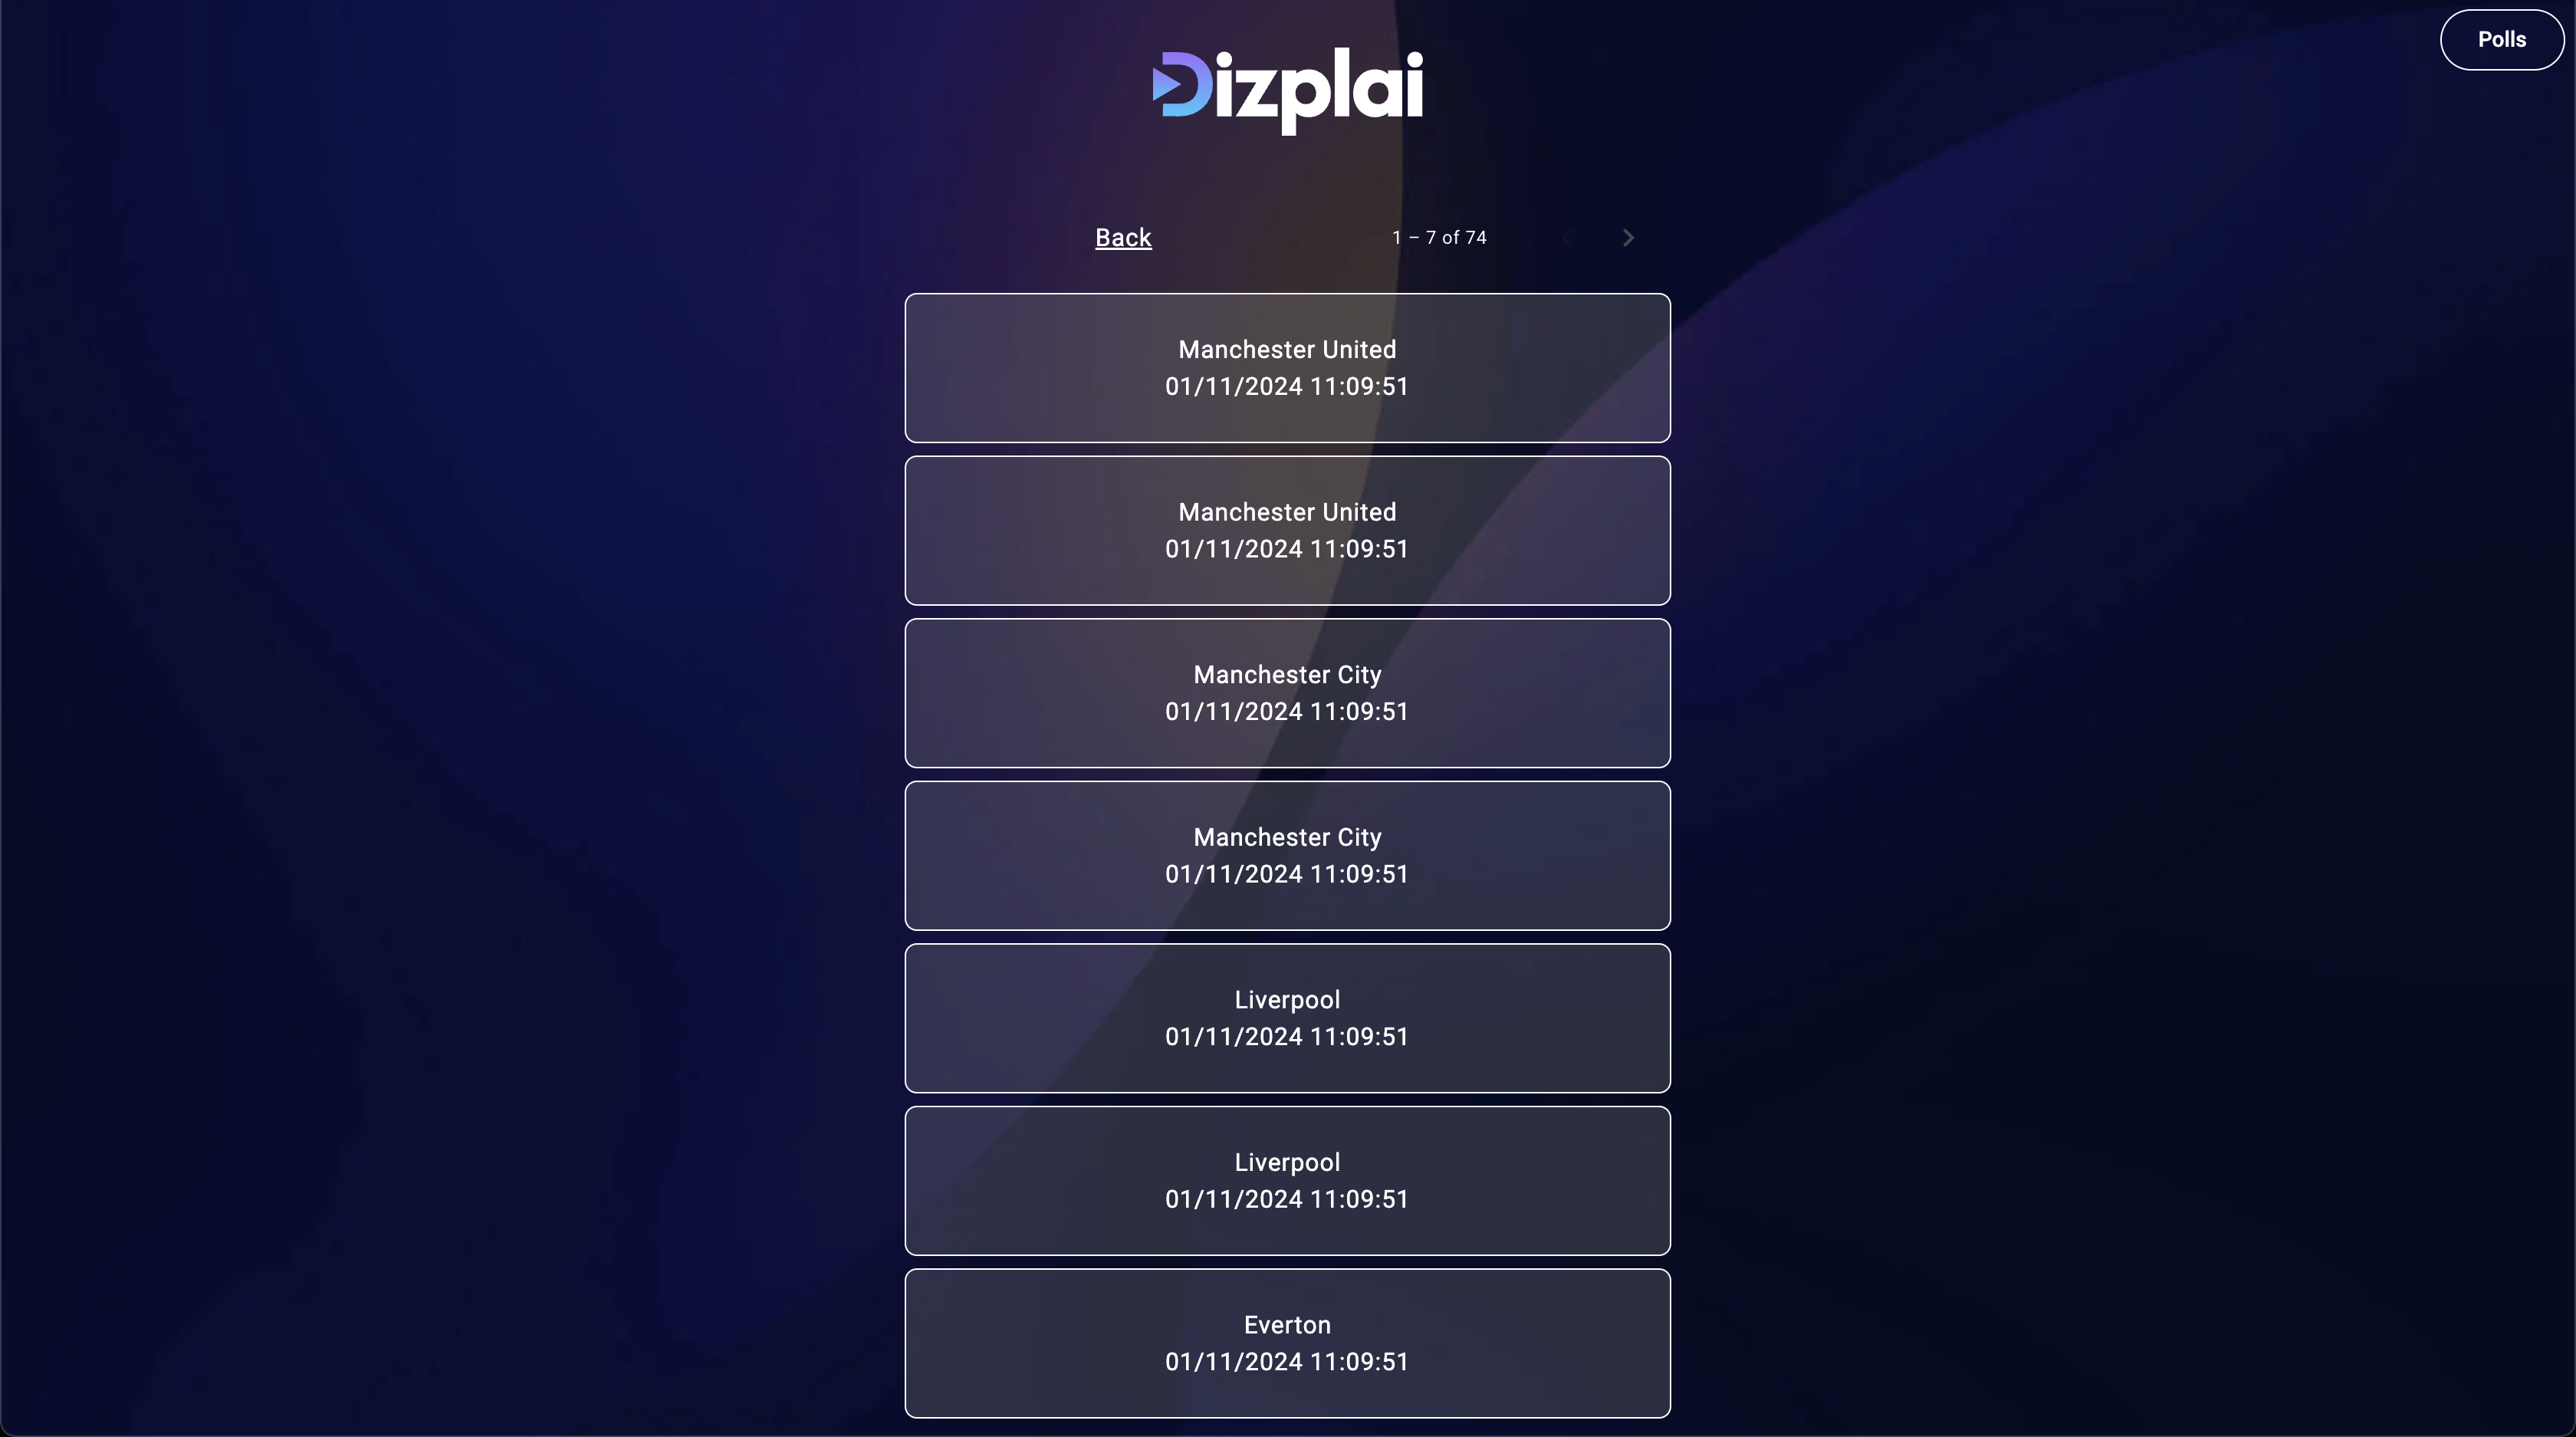 Polls
Dizplai
Back
1 – 7 of 74
Manchester United
01/11/2024 11:09:51
Manchester United
01/11/2024 11:09:51
Manchester City
01/11/2024 11:09:51
Manchester City
01/11/2024 11:09:51
Liverpool
01/11/2024 11:09:51
Liverpool
01/11/2024 11:09:51
Everton
01/11/2024 11:09:51